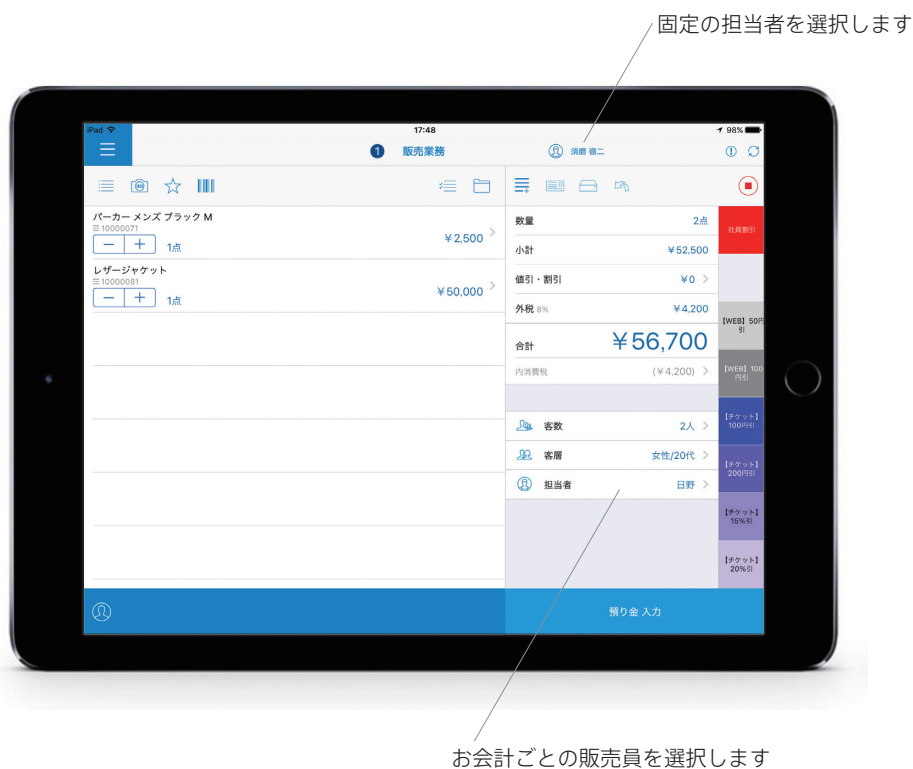 固定の担当者を選択します
iPad 17:48 98%
1 販売業務 須磨 嶺二
パーカー メンズ ブラック M
10000071
1点 ¥2,500
レザージャケット
10000081
1点 ¥50,000
数量 2点
小計 ¥52,500
値引・割引 ¥0
外税 8% ¥4,200
合計 ¥56,700
内消費税 (¥4,200)
客数 2人
客層 女性/20代
担当者 日野
社員割引
【WEB】50円
引
【WEB】100
円引
【チケット】
100円引
【チケット】
200円引
【チケット】
15%引
【チケット】
20%引
預り金 入力
お会計ごとの販売員を選択します